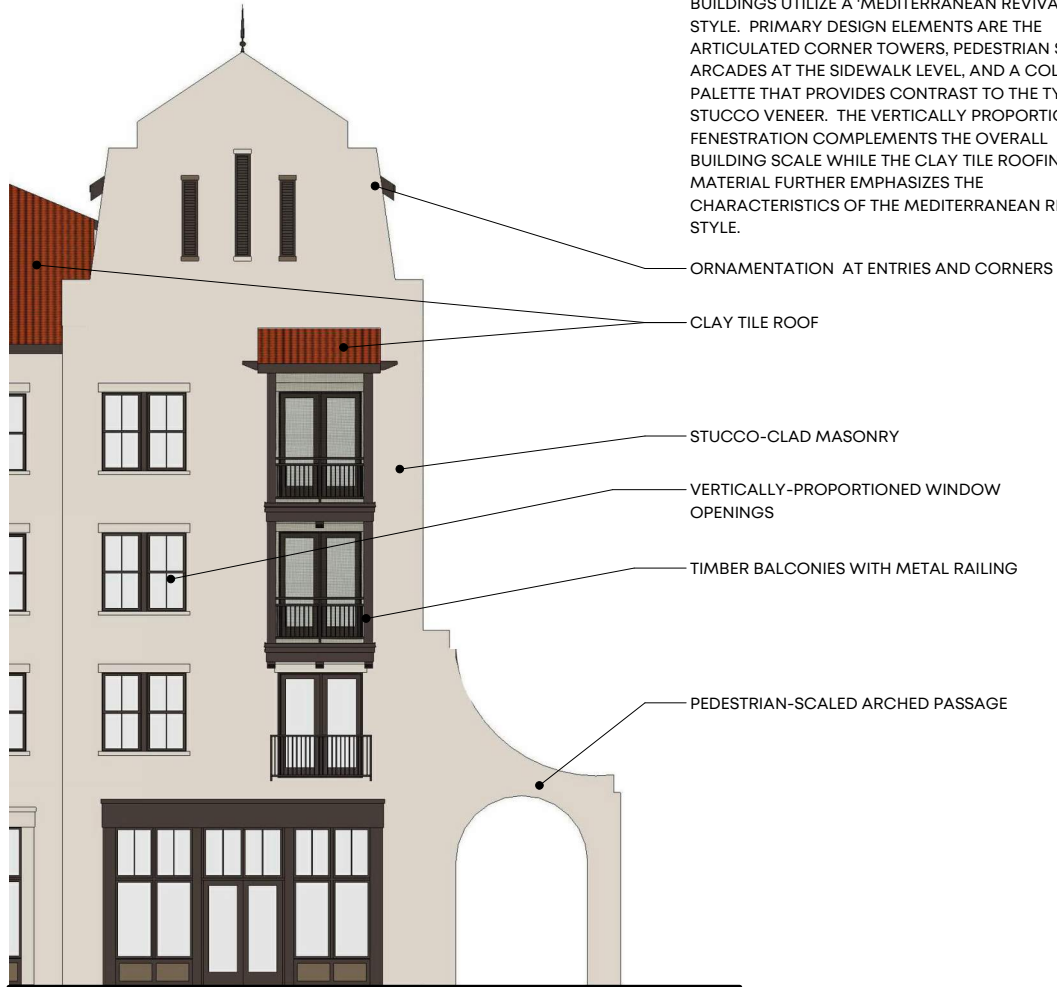 BUILDINGS UTILIZE A 'MEDITERRANEAN
STYLE. PRIMARY DESIGN ELEMENTS ARE THE
ARTICULATED CORNER TOWERS, PEDESTRIAN
ARCADES AT THE SIDEWALK LEVEL, AND A
PALETTE THAT PROVIDES CONTRAST TO THE
STUCCO VENEER. THE VERTICALLY
FENESTRATION COMPLEMENTS THE OVERALL
BUILDING SCALE WHILE THE CLAY TILE
MATERIAL FURTHER EMPHASIZES THE
CHARACTERISTICS OF THE MEDITERRANEAN
STYLE.
ORNAMENTATION AT ENTRIES AND CORNERS
CLAY TILE ROOF
STUCCO-CLAD MASONRY
VERTICALLY-PROPORTIONED WINDOW
OPENINGS
TIMBER BALCONIES WITH METAL RAILING
PEDESTRIAN-SCALED ARCHED PASSAGE